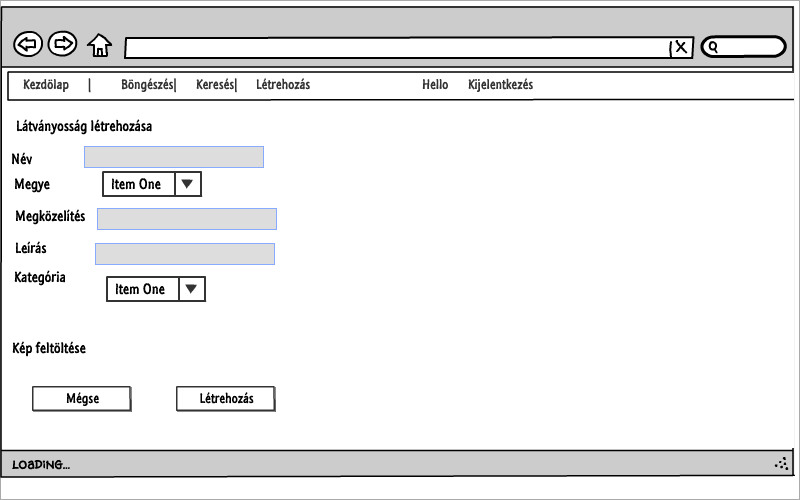 Kezdőlap | Böngészés| Keresés| Létrehozás Hello Kijelentkezés
Látványosság létrehozása
Név
Megye Item One
Megközelítés
Leírás
Kategória Item One
Kép feltöltése
Mégse Létrehozás
LOADING...